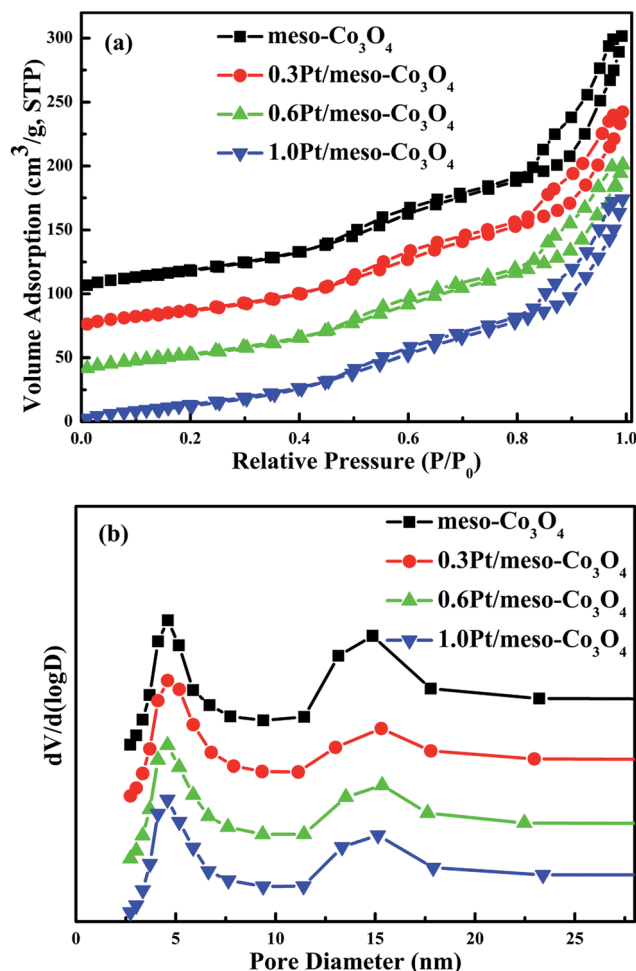 (a)
meso-Co3O4
0.3Pt/meso-Co3O4
0.6Pt/meso-Co3O4
1.0Pt/meso-Co3O4
Volume Adsorption (cm3/g, STP)
300
250
200
150
100
50
0
0.0 0.2 0.4 0.6 0.8 1.0
Relative Pressure (P/P0)
(b)
meso-Co3O4
0.3Pt/meso-Co3O4
0.6Pt/meso-Co3O4
1.0Pt/meso-Co3O4
dV/d(logD)
0 5 10 15 20 25
Pore Diameter (nm)